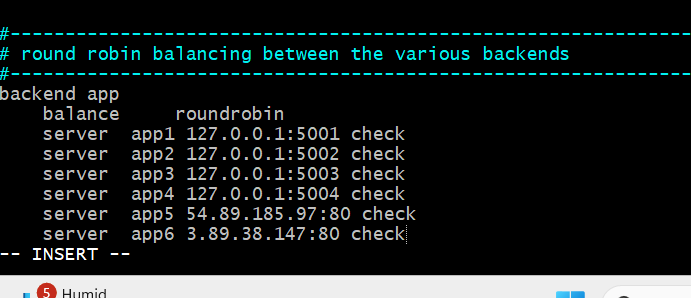 #---------------------------------------------------------------
# round robin balancing between the various backends
#---------------------------------------------------------------
backend app
    balance     roundrobin
    server  app1 127.0.0.1:5001 check
    server  app2 127.0.0.1:5002 check
    server  app3 127.0.0.1:5003 check
    server  app4 127.0.0.1:5004 check
    server  app5 54.89.185.97:80 check
    server  app6 3.89.38.147:80 check
-- INSERT --
5
Humid